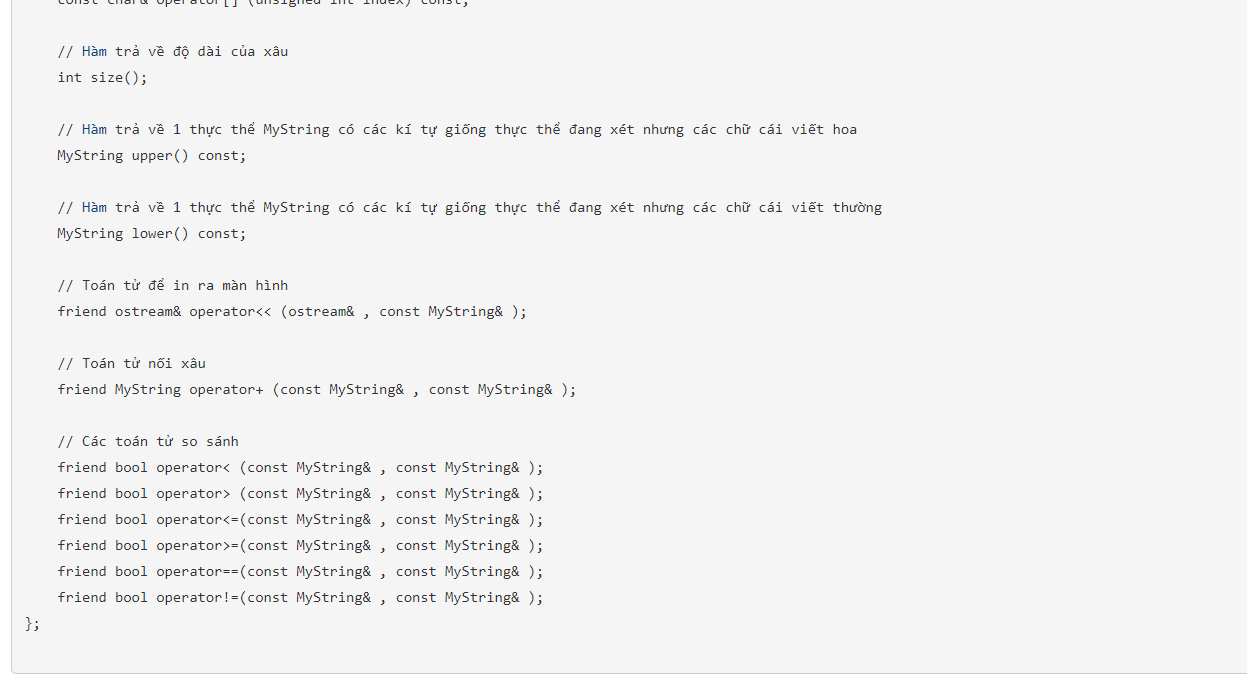 const char& operator[] (unsigned int index) const;
// Hàm trả về độ dài của xâu
int size();
// Hàm trả về 1 thực thể MyString có các kí tự giống thực thể đang xét nhưng các chữ cái viết hoa
MyString upper() const;
// Hàm trả về 1 thực thể MyString có các kí tự giống thực thể đang xét nhưng các chữ cái viết thường
MyString lower() const;
// Toán tử để in ra màn hình
friend ostream& operator<< (ostream& , const MyString& );
// Toán tử nối xâu
friend MyString operator+ (const MyString& , const MyString& );
// Các toán tử so sánh
friend bool operator< (const MyString& , const MyString& );
friend bool operator> (const MyString& , const MyString& );
friend bool operator<=(const MyString& , const MyString& );
friend bool operator>=(const MyString& , const MyString& );
friend bool operator==(const MyString& , const MyString& );
friend bool operator!=(const MyString& , const MyString& );
};